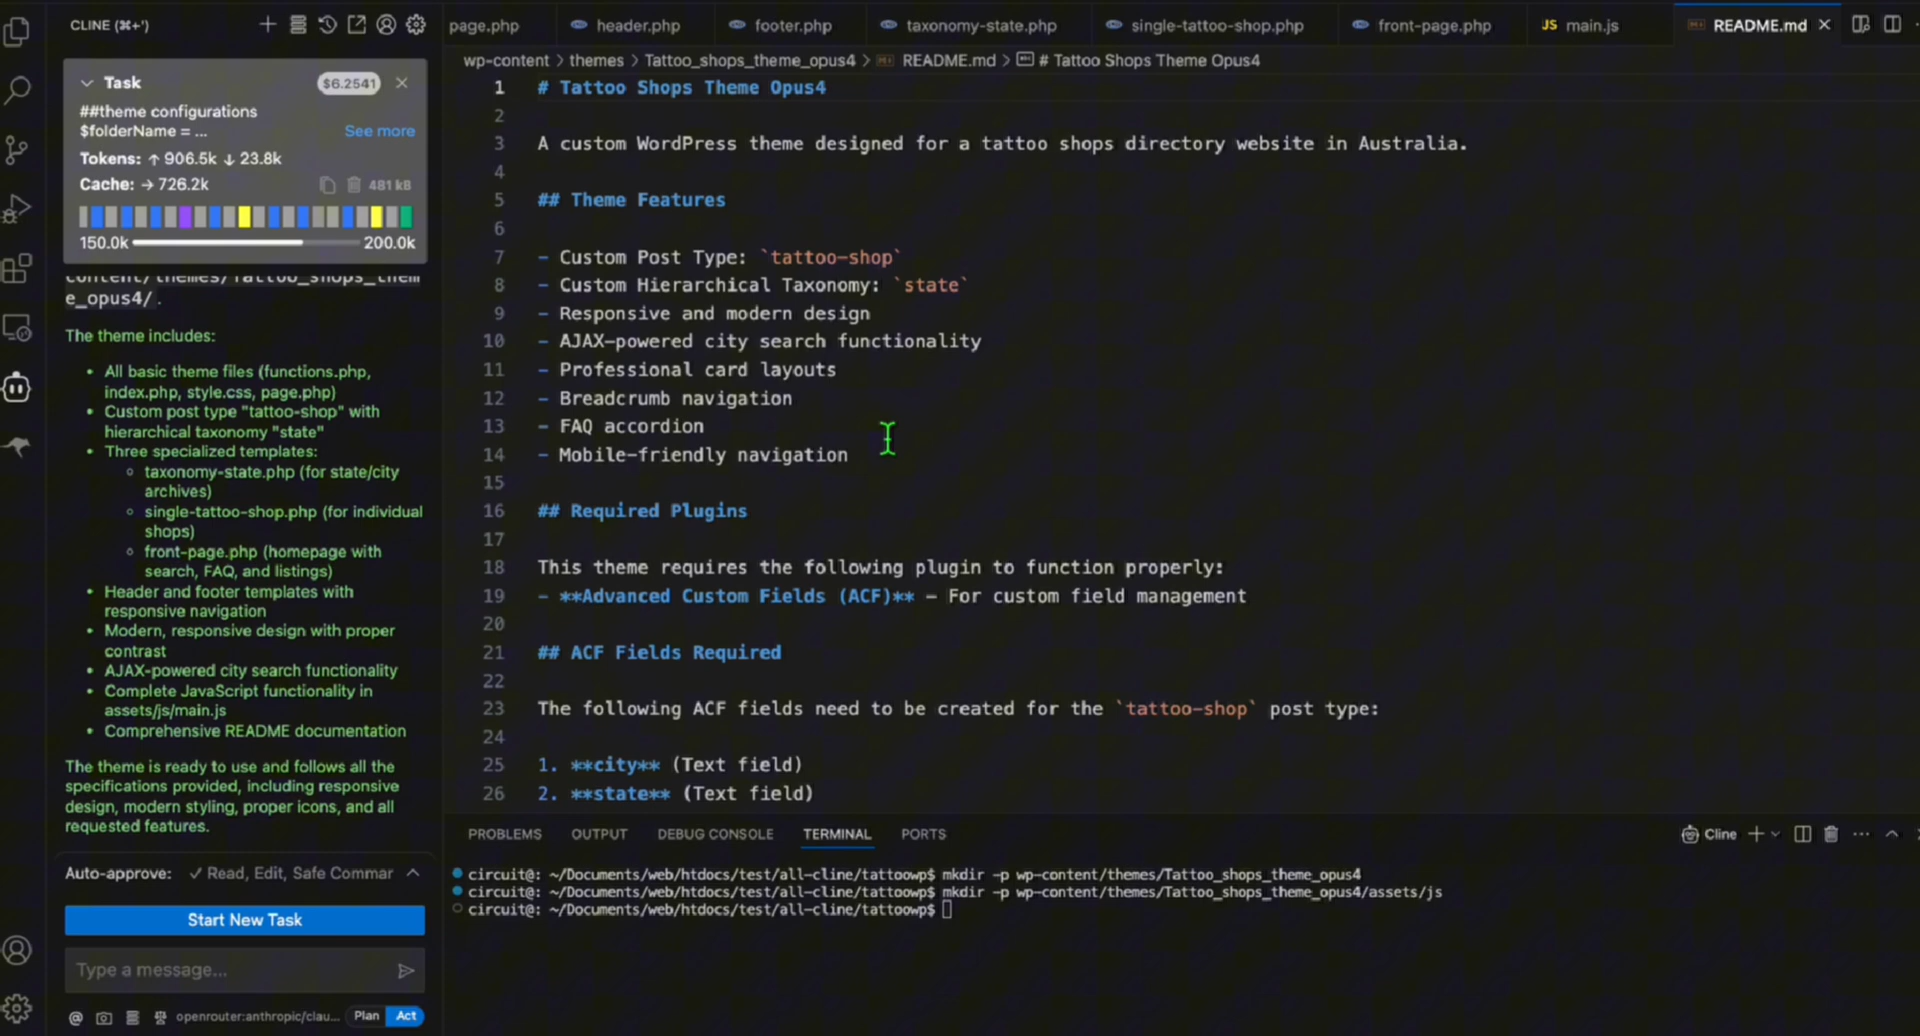 CLINE (⌘+')
Task
$6.2541
##theme configurations
$folderName = ...
See more
Tokens: ↑ 906.5k ↓ 23.8k
Cache: → 726.2k
481 kB
150.0k
200.0k
content/themes/Tattoo_shops_them
e_opus4/.
The theme includes:
• All basic theme files (functions.php,
index.php, style.css, page.php)
• Custom post type "tattoo-shop" with
hierarchical taxonomy "state"
• Three specialized templates:
◦ taxonomy-state.php (for state/city
archives)
◦ single-tattoo-shop.php (for individual
shops)
◦ front-page.php (homepage with
search, FAQ, and listings)
• Header and footer templates with
responsive navigation
• Modern, responsive design with proper
contrast
• AJAX-powered city search functionality
• Complete JavaScript functionality in
assets/js/main.js
• Comprehensive README documentation
The theme is ready to use and follows all the
specifications provided, including responsive
design, modern styling, proper icons, and all
requested features.
Auto-approve: ✓ Read, Edit, Safe Commar
Start New Task
Type a message...
@ openrouter:anthropic/clau... Plan Act
page.php header.php footer.php taxonomy-state.php single-tattoo-shop.php front-page.php JS main.js README.md
wp-content > themes > Tattoo_shops_theme_opus4 > README.md > # Tattoo Shops Theme Opus4
1 # Tattoo Shops Theme Opus4
2
3 A custom WordPress theme designed for a tattoo shops directory website in Australia.
4
5 ## Theme Features
6
7 - Custom Post Type: `tattoo-shop`
8 - Custom Hierarchical Taxonomy: `state`
9 - Responsive and modern design
10 - AJAX-powered city search functionality
11 - Professional card layouts
12 - Breadcrumb navigation
13 - FAQ accordion
14 - Mobile-friendly navigation
15
16 ## Required Plugins
17
18 This theme requires the following plugin to function properly:
19 - **Advanced Custom Fields (ACF)** - For custom field management
20
21 ## ACF Fields Required
22
23 The following ACF fields need to be created for the `tattoo-shop` post type:
24
25 1. **city** (Text field)
26 2. **state** (Text field)
PROBLEMS OUTPUT DEBUG CONSOLE TERMINAL PORTS
Cline
circuit@: ~/Documents/web/htdocs/test/all-cline/tattoowp$ mkdir -p wp-content/themes/Tattoo_shops_theme_opus4
circuit@: ~/Documents/web/htdocs/test/all-cline/tattoowp$ mkdir -p wp-content/themes/Tattoo_shops_theme_opus4/assets/js
circuit@: ~/Documents/web/htdocs/test/all-cline/tattoowp$